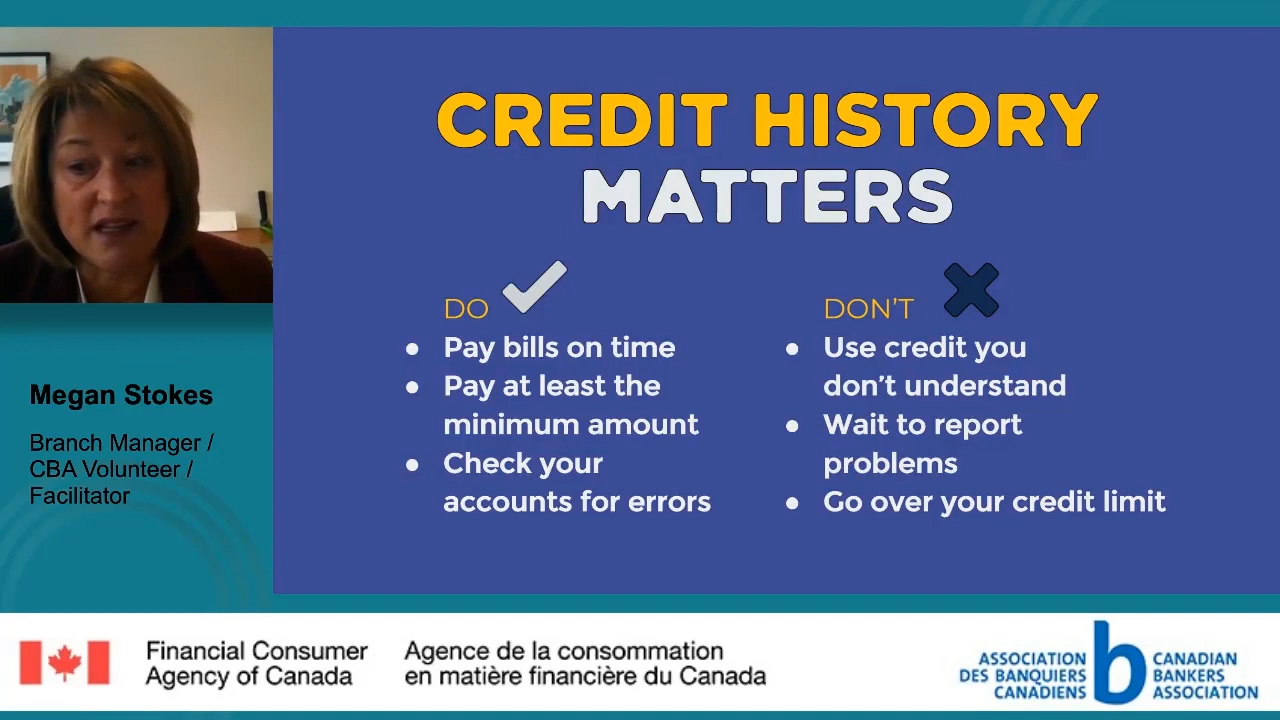 CREDIT HISTORY
MATTERS
DO
● Pay bills on time
● Pay at least the
minimum amount
● Check your
accounts for errors
DON'T
● Use credit you
don't understand
● Wait to report
problems
● Go over your credit limit
Megan Stokes
Branch Manager /
CBA Volunteer /
Facilitator
Financial Consumer
Agency of Canada
Agence de la consommation
en matière financière du Canada
ASSOCIATION
DES BANQUIERS
CANADIENS
b
CANADIAN
BANKERS
ASSOCIATION